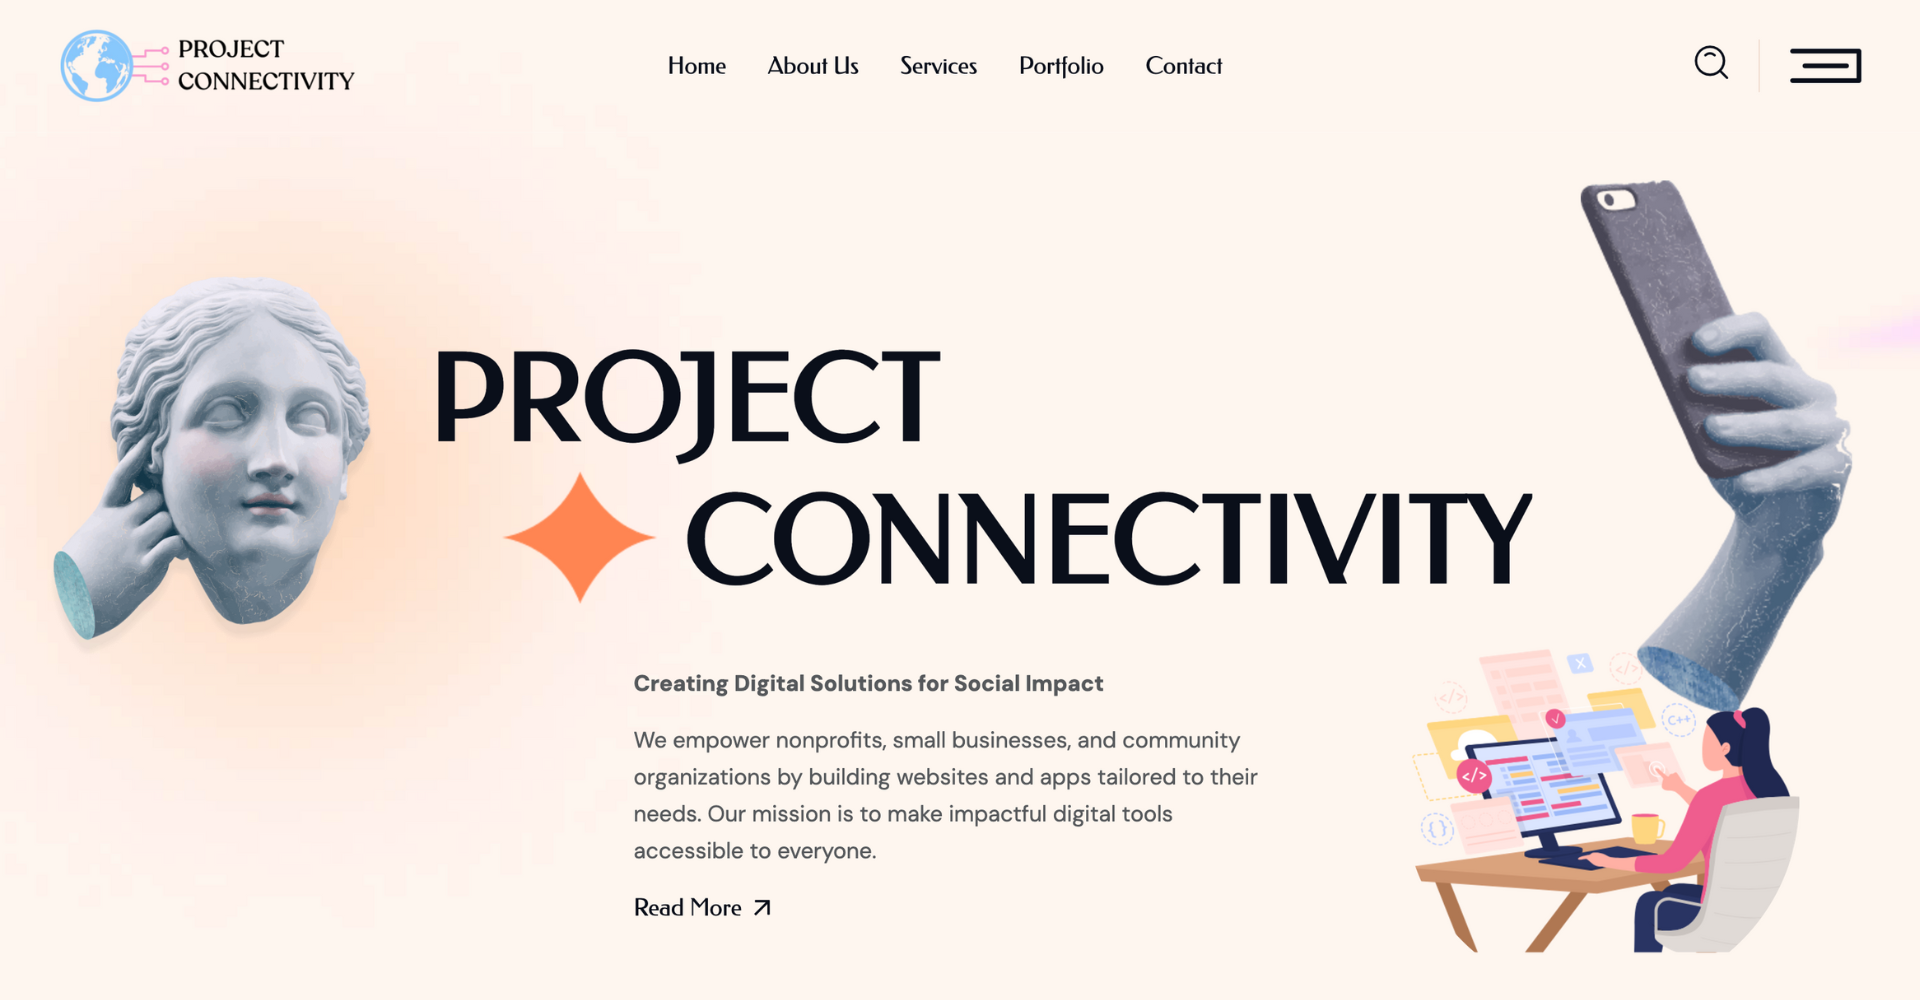 PROJECT
CONNECTIVITY
Home About Us Services Portfolio Contact
PROJECT
CONNECTIVITY
Creating Digital Solutions for Social Impact
We empower nonprofits, small businesses, and community
organizations by building websites and apps tailored to their
needs. Our mission is to make impactful digital tools
accessible to everyone.
Read More
X
</>
</>
C++
</>
{}